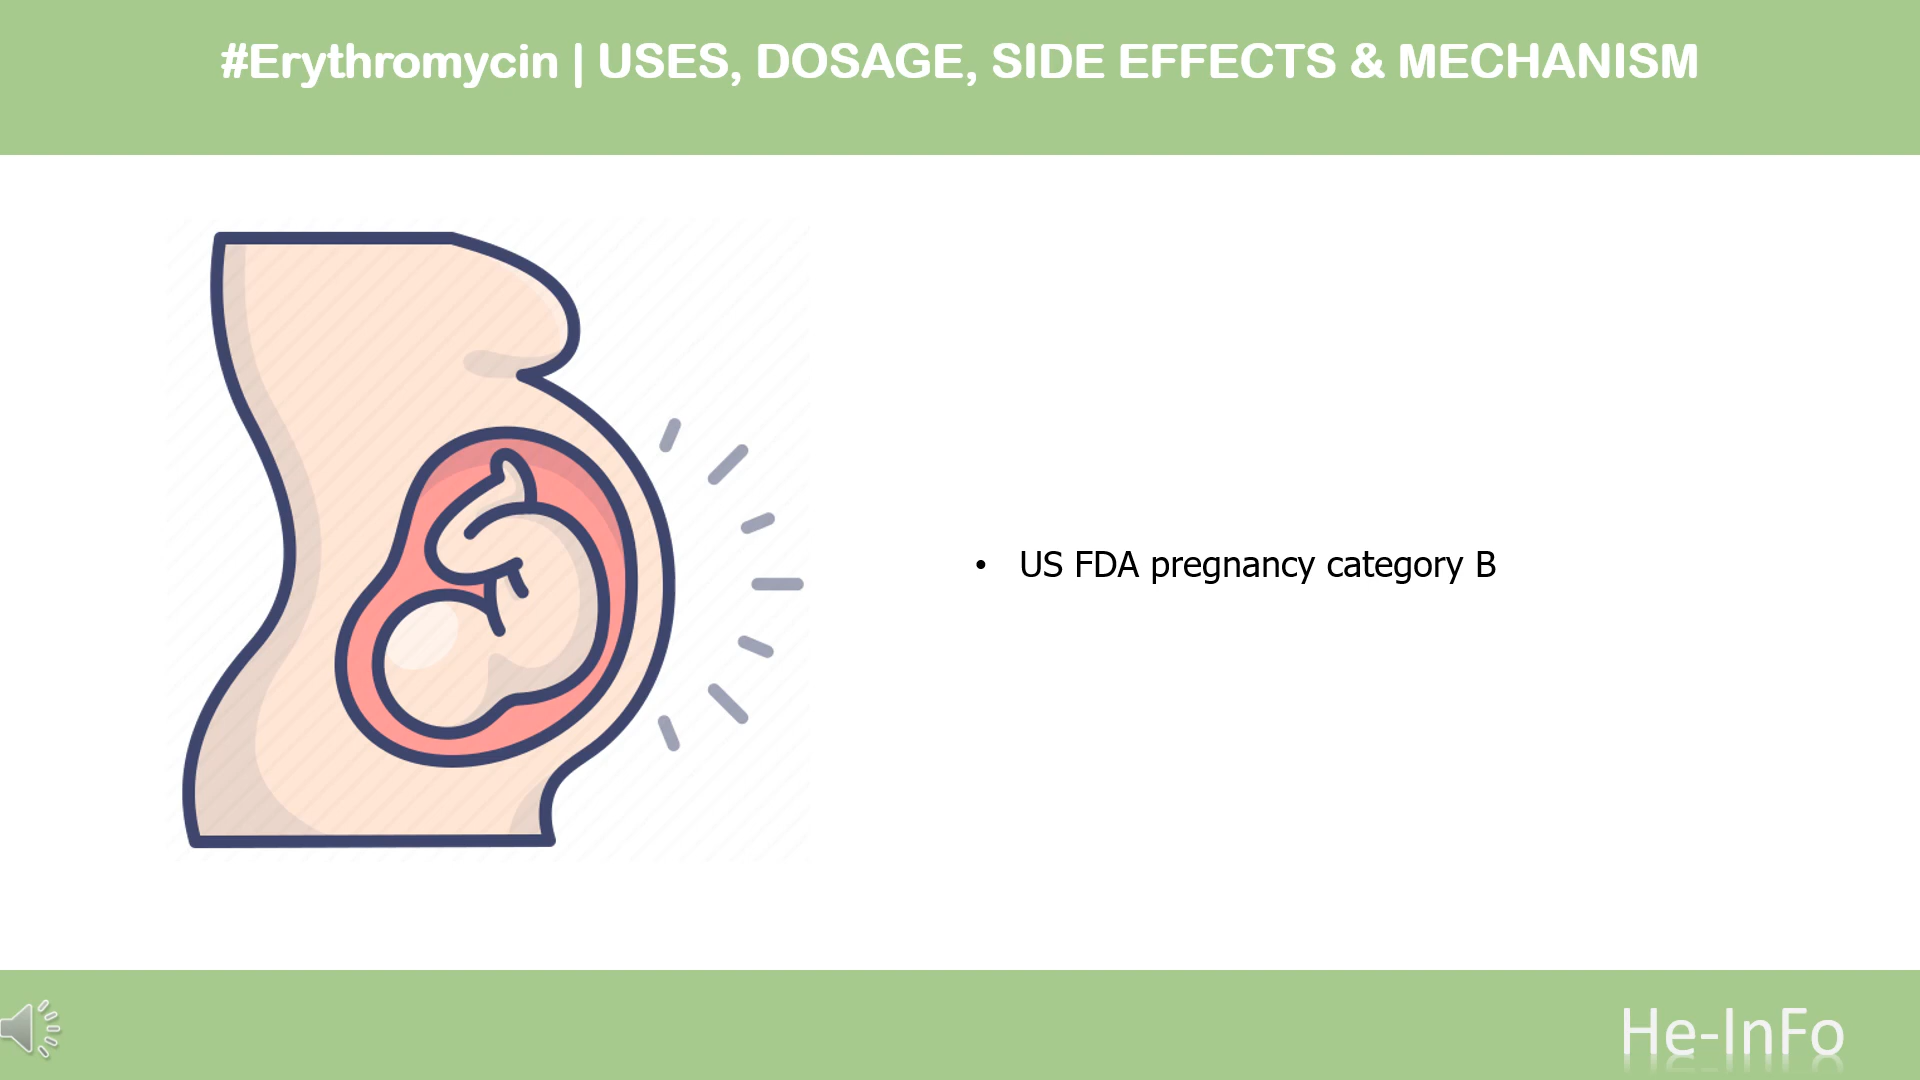 #Erythromycin | USES, DOSAGE, SIDE EFFECTS & MECHANISM
• US FDA pregnancy category B
He-InFo